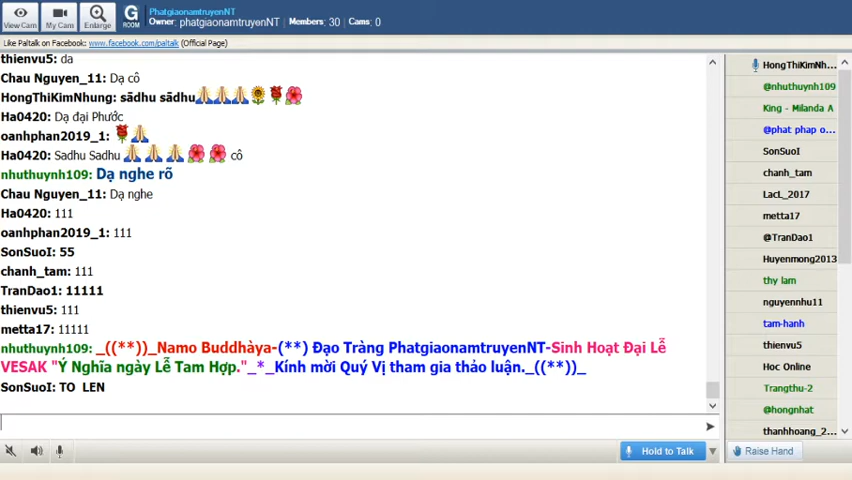 View Cam
My Cam
Enlarge
G
ROOM
PhatgiaonamtruyenNT
Owner: phatgiaonamtruyenNT | Members: 30 | Cams: 0
Like Paltalk on Facebook: www.facebook.com/paltalk (Official Page)
thienvu5: da
Chau Nguyen_11: Dạ cô
HongThiKimNhung: sādhu sādhu
Ha0420: Dạ đại Phước
oanhphan2019_1:
Ha0420: Sadhu Sadhu cô
nhuthuynh109: Dạ nghe rõ
Chau Nguyen_11: Dạ nghe
Ha0420: 111
oanhphan2019_1: 111
SonSuoI: 55
chanh_tam: 111
TranDao1: 11111
thienvu5: 111
metta17: 11111
nhuthuynh109: _((**))_Namo Buddhàya-(**) Đạo Tràng PhatgiaonamtruyenNT-Sinh Hoạt Đại Lễ
VESAK "Ý Nghĩa ngày Lễ Tam Hợp."_*_Kính mời Quý Vị tham gia thảo luận._((**))_
SonSuoI: TO LEN
Hold to Talk
HongThiKimNh...
@nhuthuynh109
King - Milanda A
@phat phap o...
SonSuoI
chanh_tam
LacL_2017
metta17
@TranDao1
Huyenmong2013
thy lam
nguyennhu11
tam-hanh
thienvu5
Hoc Online
Trangthu-2
@hongnhat
thanhhoang_2...
Raise Hand